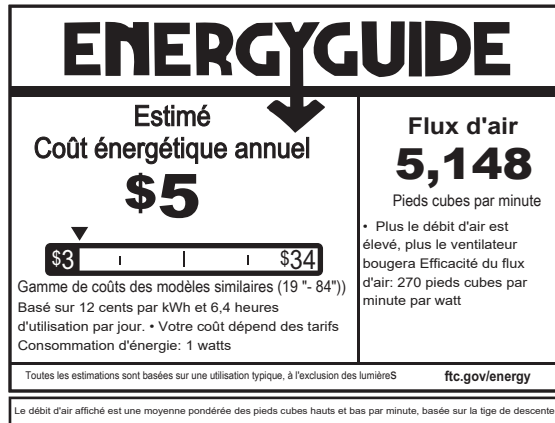 ENERGYGUIDE
Estimé
Coût énergétique annuel
$5
$3
$34
Gamme de coûts des modèles similaires (19 "- 84"))
Basé sur 12 cents par kWh et 6,4 heures
d'utilisation par jour. • Votre coût dépend des tarifs
Consommation d'énergie: 1 watts
Flux d'air
5,148
Pieds cubes par minute
• Plus le débit d'air est
élevé, plus le ventilateur
bougera Efficacité du flux
d'air: 270 pieds cubes par
minute par watt
Toutes les estimations sont basées sur une utilisation typique, à l'exclusion des lumièreS
ftc.gov/energy
Le débit d'air affiché est une moyenne pondérée des pieds cubes hauts et bas par minute, basée sur la tige de descente